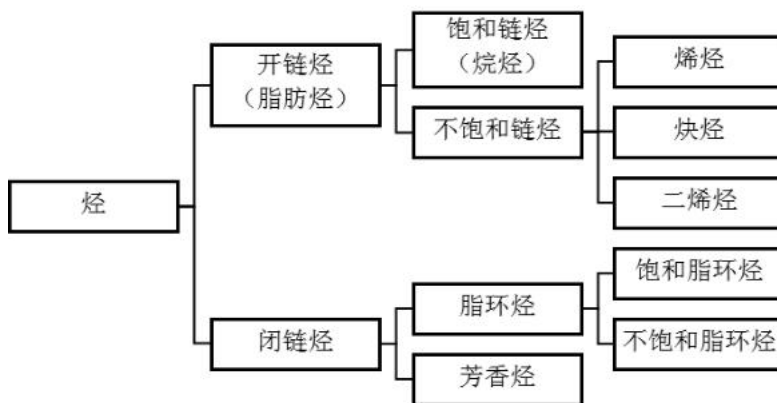 烃
开链烃
（脂肪烃）
饱和链烃
（烷烃）
不饱和链烃
烯烃
炔烃
二烯烃
闭链烃
脂环烃
饱和脂环烃
不饱和脂环烃
芳香烃